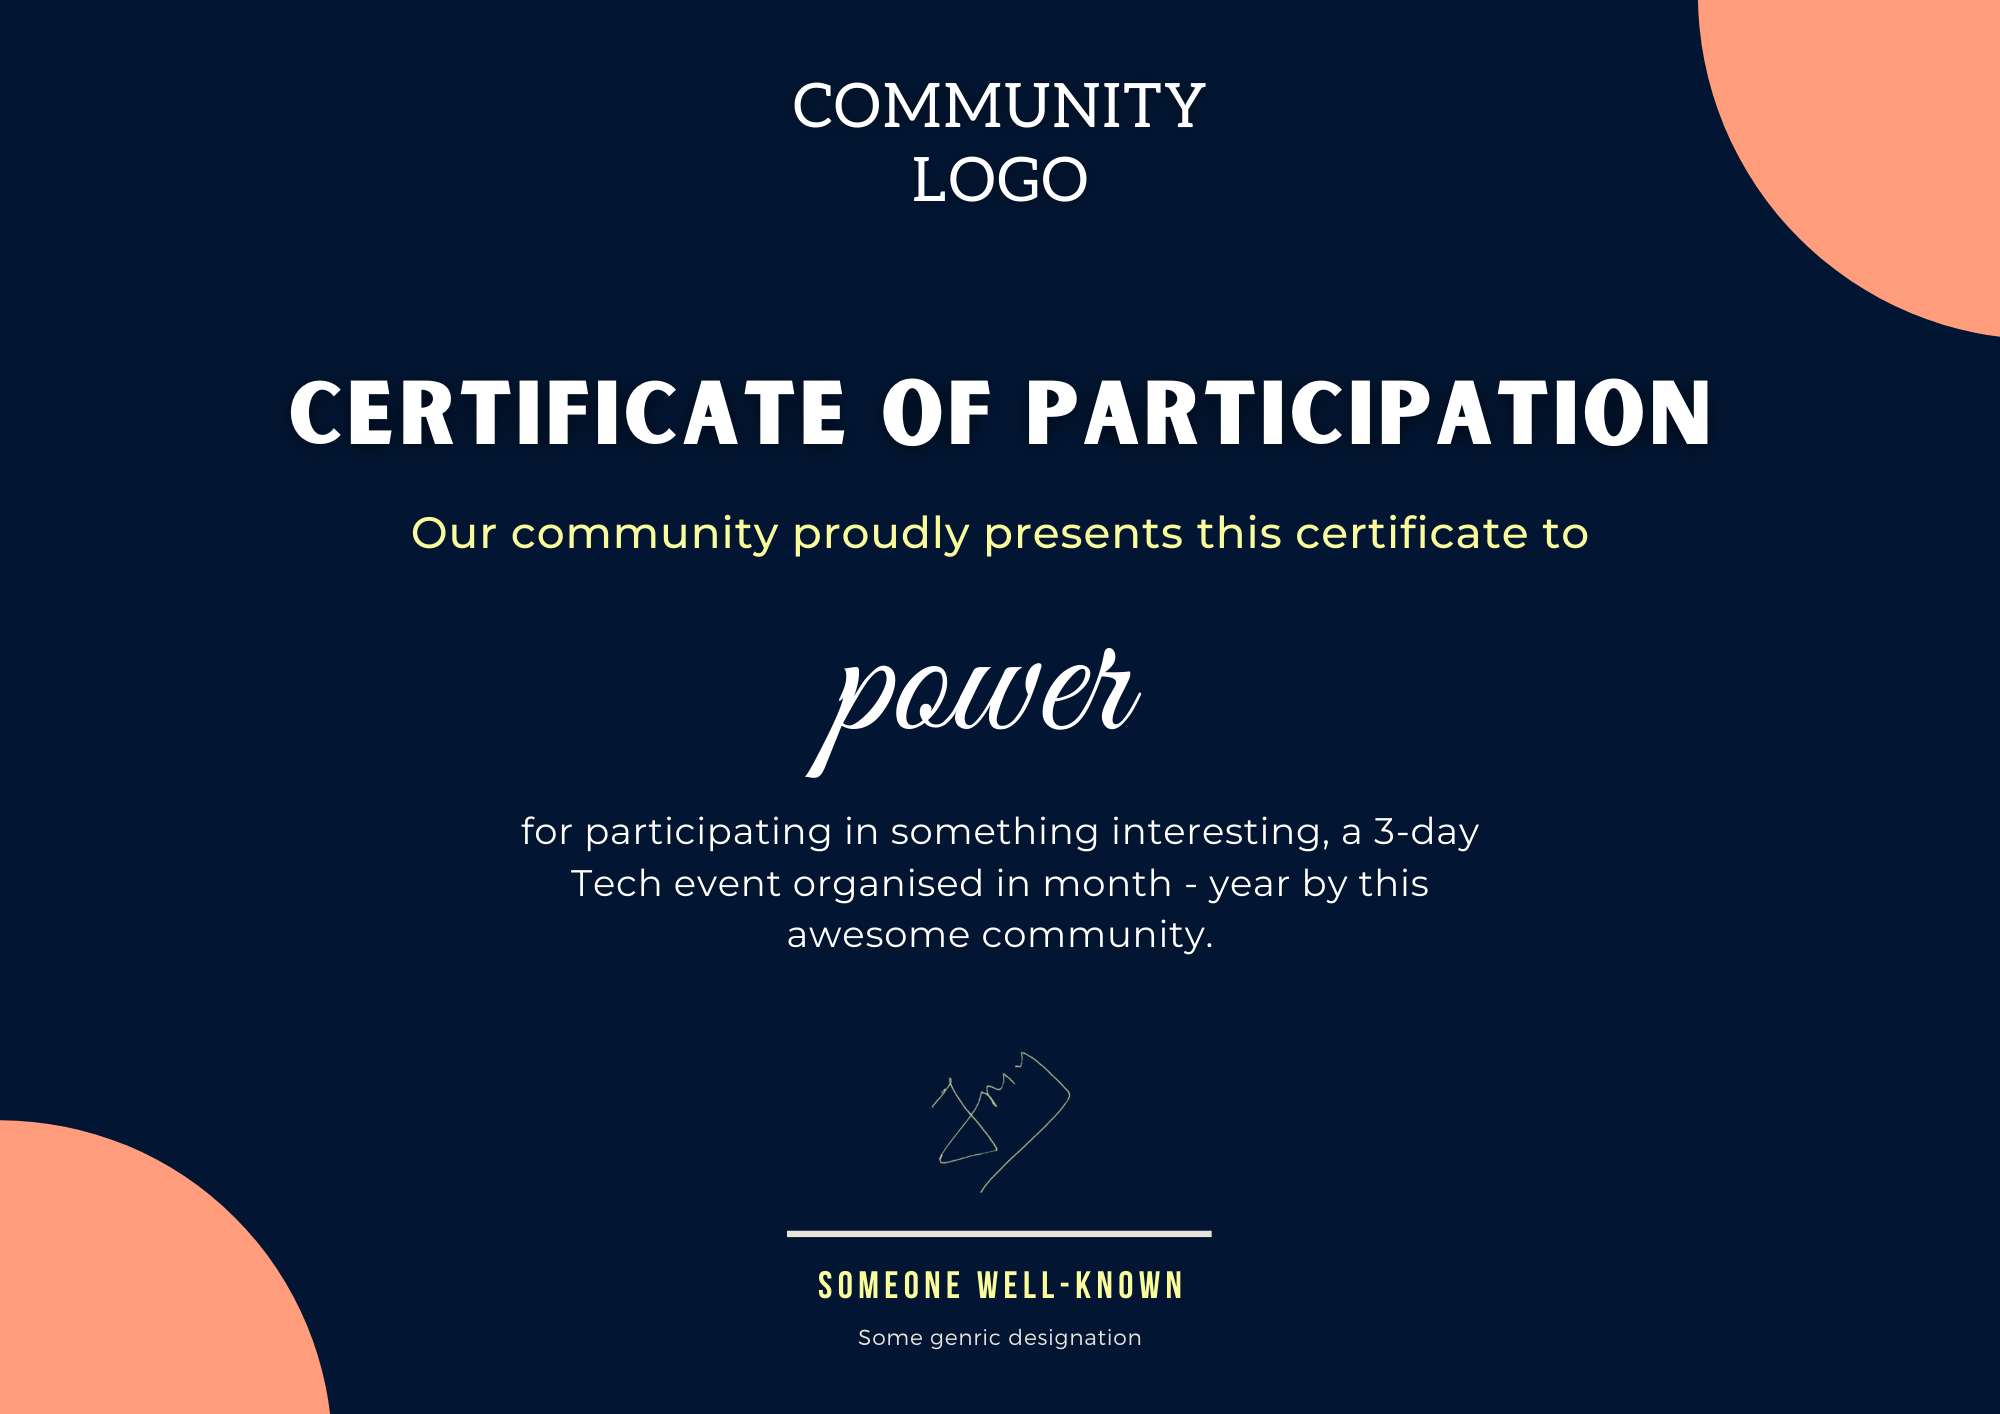 COMMUNITY
LOGO
CERTIFICATE OF PARTICIPATION
Our community proudly presents this certificate to
power
for participating in something interesting, a 3-day
Tech event organised in month - year by this
awesome community.
SOMEONE WELL-KNOWN
Some genric designation